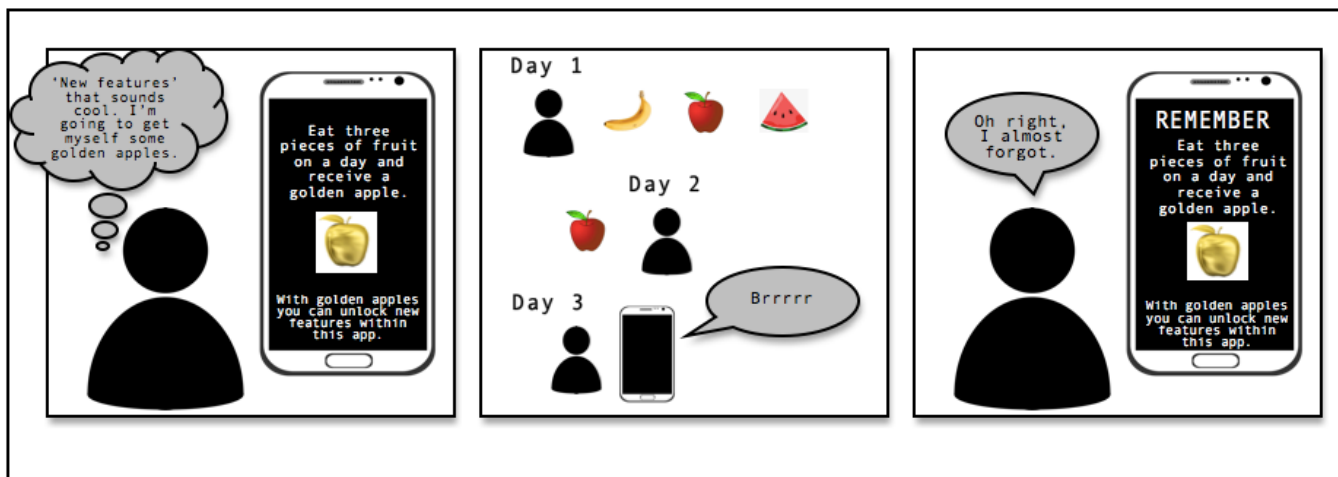 'New features'
that sounds
cool. I'm
going to get
myself some
golden apples.
Eat three
pieces of fruit
on a day and
receive a
golden apple.
With golden apples
you can unlock new
features within
this app.
Day 1
Day 2
Day 3
Brrrrr
Oh right,
I almost
forgot.
REMEMBER
Eat three
pieces of fruit
on a day and
receive a
golden apple.
With golden apples
you can unlock new
features within
this app.